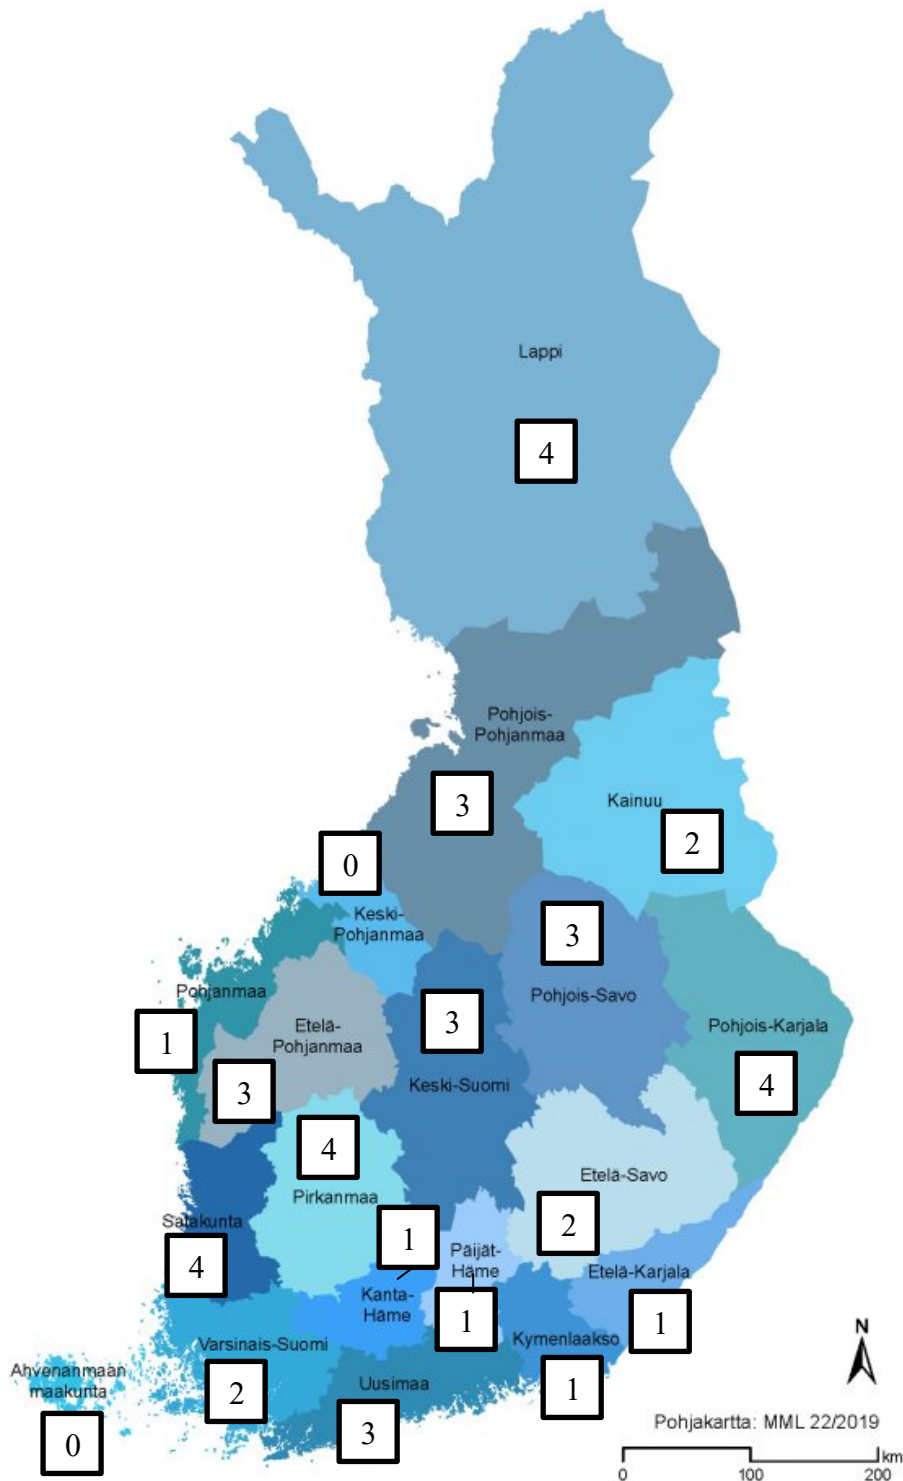 Lappi
4
Pohjois-
Pohjanmaa
3
Kainuu
2
0
Keski-
Pohjanmaa
3
Pohjois-Savo
Pohjanmaa
1
Etelä-
Pohjanmaa
3
3
Keski-Suomi
Pohjois-Karjala
4
4
Pirkanmaa
Etelä-Savo
2
Satakunta
4
1
Kanta-
Häme
Päijät-
Häme
1
Etelä-Karjala
1
Kymenlaakso
1
Varsinais-Suomi
2
Uusimaa
3
Ahvenanmaan
maakunta
0
N
Pohjakartta: MML 22/2019
km
0 100 200